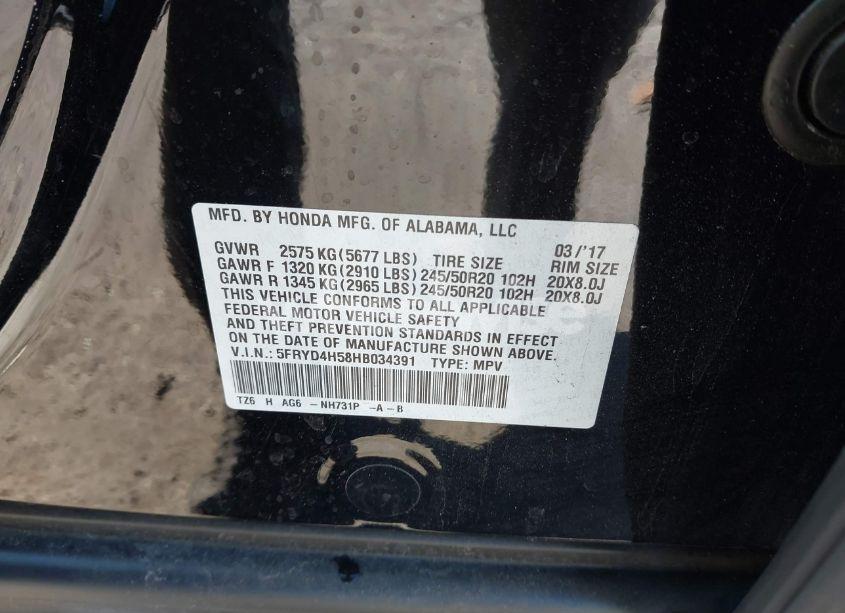 MFD. BY HONDA MFG. OF ALABAMA, LLC
GVWR 2575 KG(5677 LBS) TIRE SIZE 03/'17 RIM SIZE
GAWR F 1320 KG(2910 LBS) 245/50R20 102H 20X8.0J
GAWR R 1345 KG(2965 LBS) 245/50R20 102H 20X8.0J
THIS VEHICLE CONFORMS TO ALL APPLICABLE
FEDERAL MOTOR VEHICLE SAFETY
AND THEFT PREVENTION STANDARDS IN EFFECT
ON THE DATE OF MANUFACTURE SHOWN ABOVE.
V.I.N.: 5FRYD4H58HB034391 TYPE: MPV
TZ6 H AG6 -NH731P -A-B